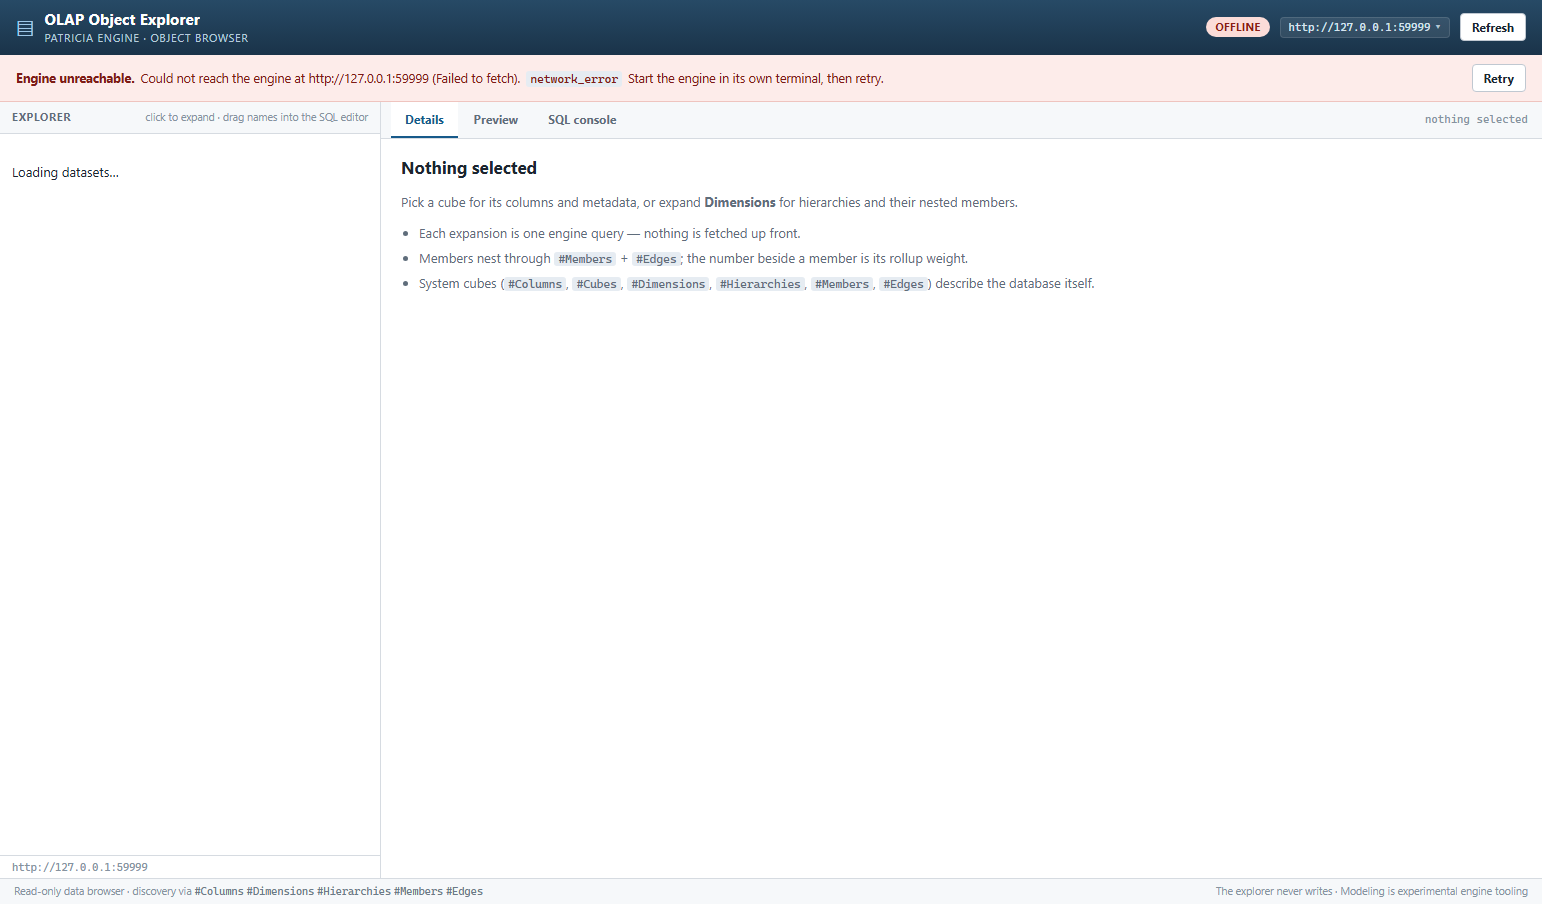 OLAP Object Explorer
PATRICIA ENGINE · OBJECT BROWSER
OFFLINE
http://127.0.0.1:59999
Refresh
Engine unreachable. Could not reach the engine at http://127.0.0.1:59999 (Failed to fetch). network_error Start the engine in its own terminal, then retry.
Retry
EXPLORER
click to expand · drag names into the SQL editor
Details
Preview
SQL console
nothing selected
Loading datasets...
Nothing selected
Pick a cube for its columns and metadata, or expand Dimensions for hierarchies and their nested members.
Each expansion is one engine query — nothing is fetched up front.
Members nest through #Members + #Edges; the number beside a member is its rollup weight.
System cubes (#Columns, #Cubes, #Dimensions, #Hierarchies, #Members, #Edges) describe the database itself.
http://127.0.0.1:59999
Read-only data browser · discovery via #Columns #Dimensions #Hierarchies #Members #Edges
The explorer never writes · Modeling is experimental engine tooling